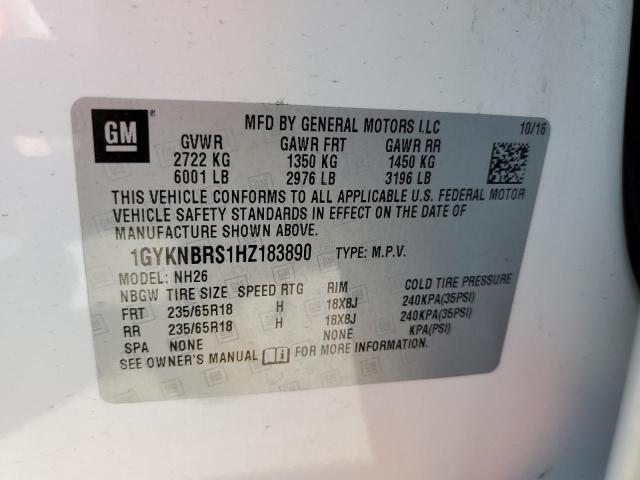 GM
MFD BY GENERAL MOTORS LLC 10/16
GVWR GAWR FRT GAWR RR
2722 KG 1350 KG 1450 KG
6001 LB 2976 LB 3196 LB
THIS VEHICLE CONFORMS TO ALL APPLICABLE U.S. FEDERAL MOTOR
VEHICLE SAFETY STANDARDS IN EFFECT ON THE DATE OF
MANUFACTURE SHOWN ABOVE.
1GYKNBRS1HZ183890 TYPE: M.P.V.
MODEL: NH26
NBGW TIRE SIZE SPEED RTG RIM COLD TIRE PRESSURE
FRT 235/65R18 H 18X8J 240KPA(35PSI)
RR 235/65R18 H 18X8J 240KPA(35PSI)
SPA NONE NONE KPA(PSI)
SEE OWNER'S MANUAL FOR MORE INFORMATION.